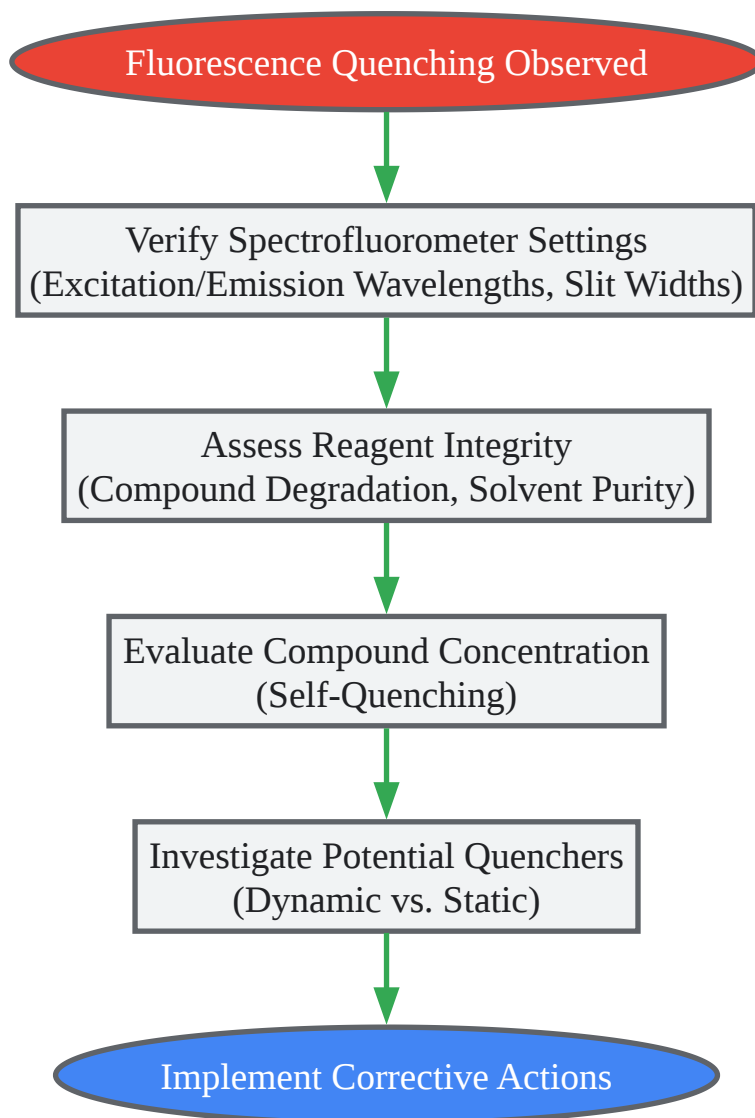 Fluorescence Quenching Observed
Verify Spectrofluorometer Settings
(Excitation/Emission Wavelengths, Slit Widths)
Assess Reagent Integrity
(Compound Degradation, Solvent Purity)
Evaluate Compound Concentration
(Self-Quenching)
Investigate Potential Quenchers
(Dynamic vs. Static)
Implement Corrective Actions